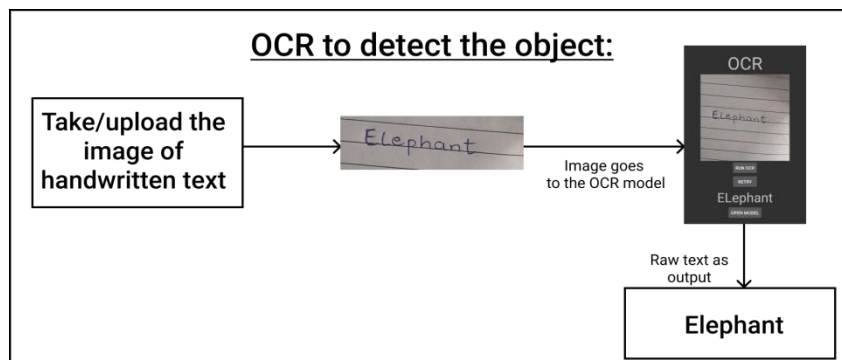 OCR to detect the object:
Take/upload the
image of
handwritten text
Elephant
Image goes
to the OCR model
OCR
Elephant
RUN OCR
RETRY
ELephant
OPEN MODEL
Raw text as
output
Elephant